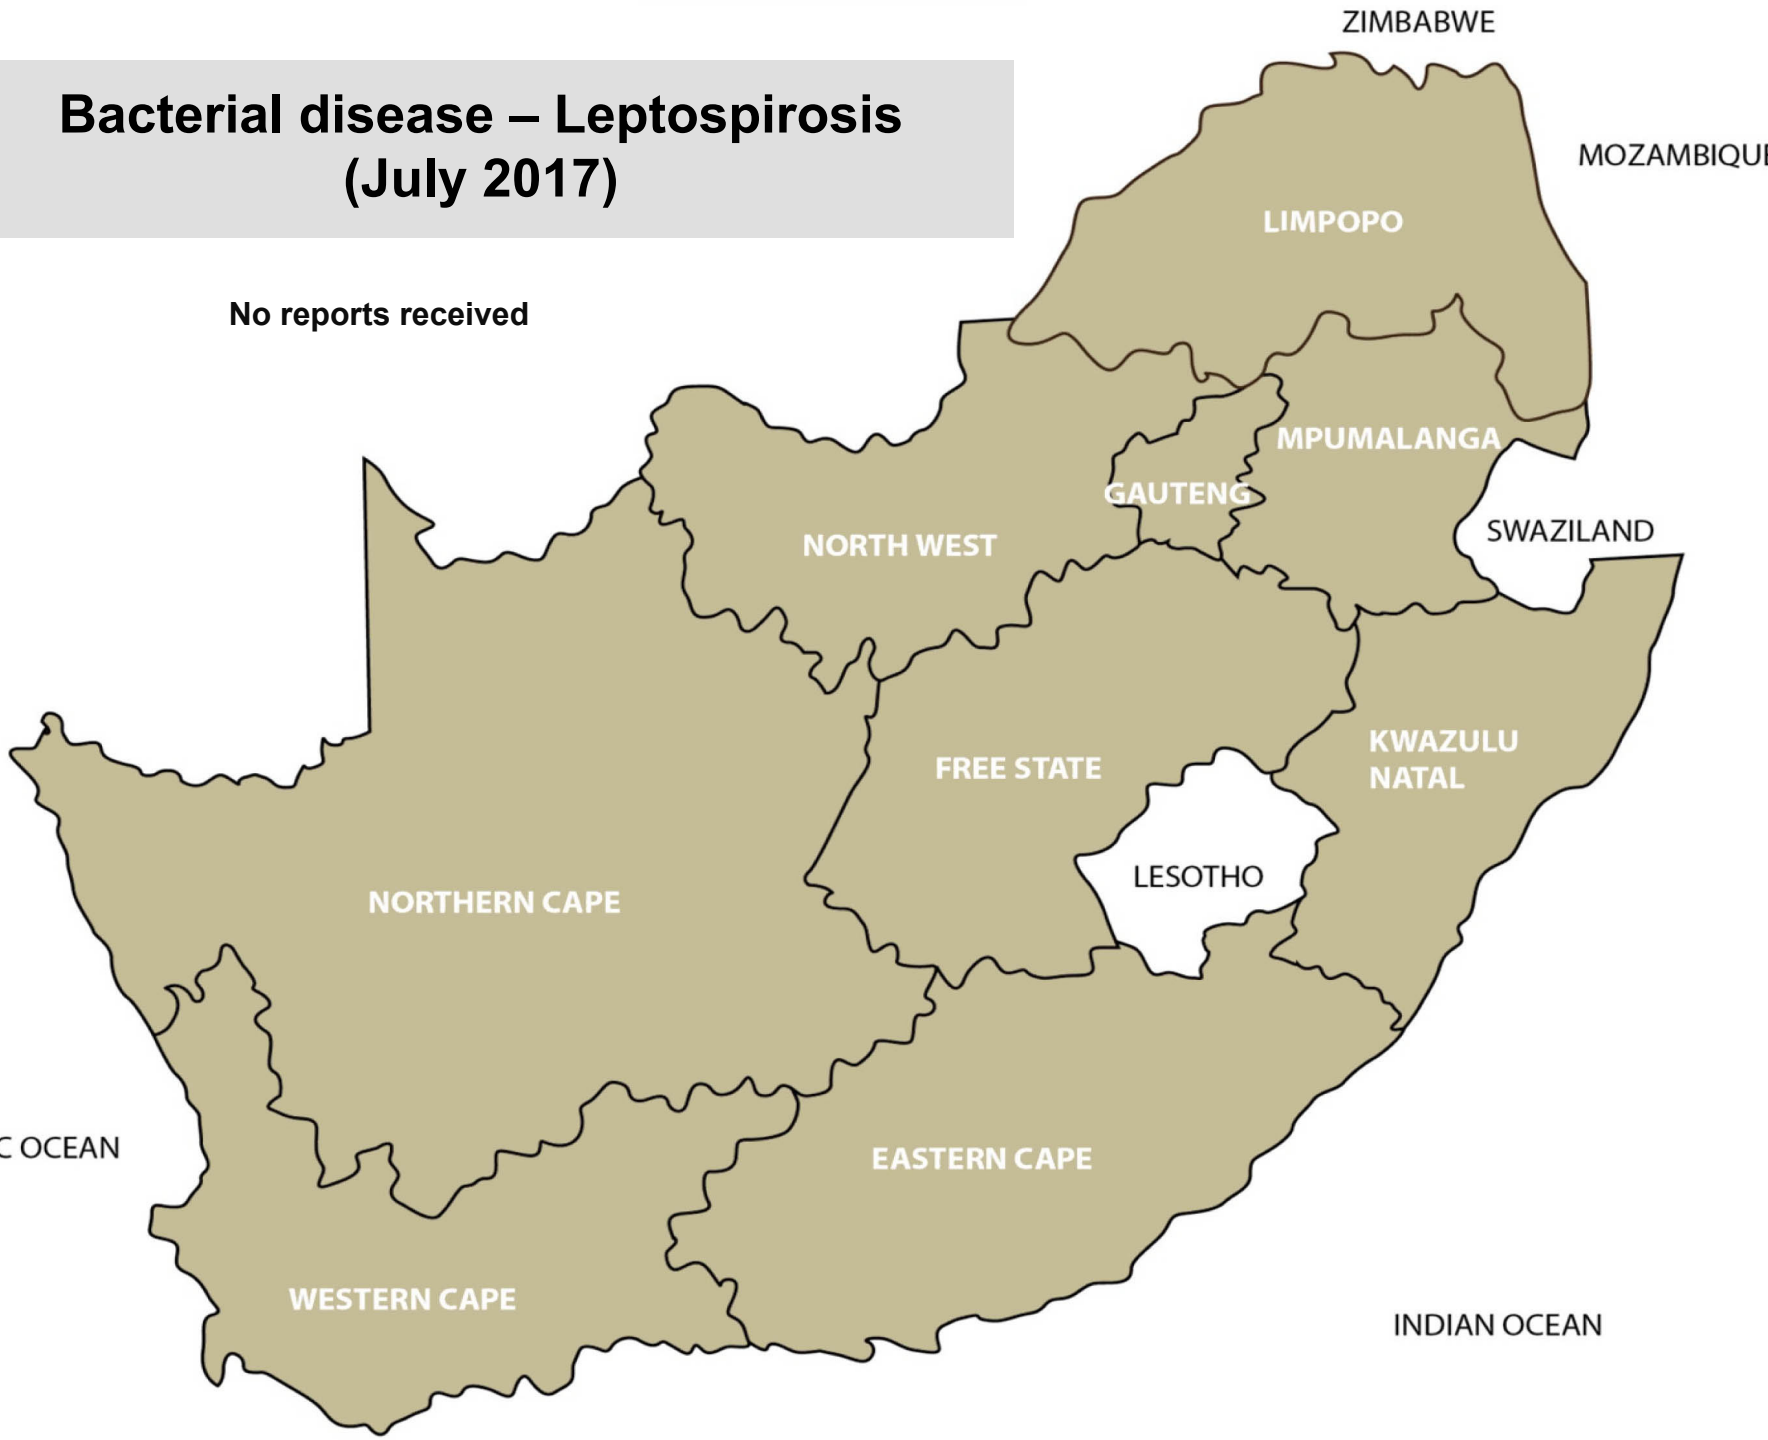 ZIMBABWE
Bacterial disease – Leptospirosis
(July 2017)
MOZAMBIQUE
LIMPOPO
No reports received
MPUMALANGA
GAUTENG
SWAZILAND
NORTH WEST
KWAZULU
NATAL
FREE STATE
LESOTHO
NORTHERN CAPE
C OCEAN
EASTERN CAPE
WESTERN CAPE
INDIAN OCEAN